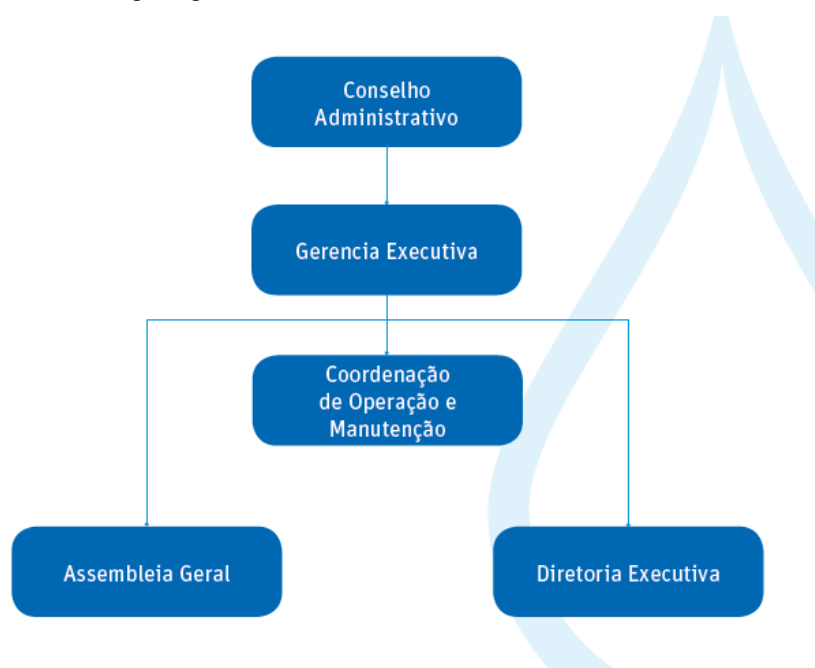 Conselho
Administrativo
Gerencia Executiva
Coordenação
de Operação e
Manutenção
Assembleia Geral
Diretoria Executiva